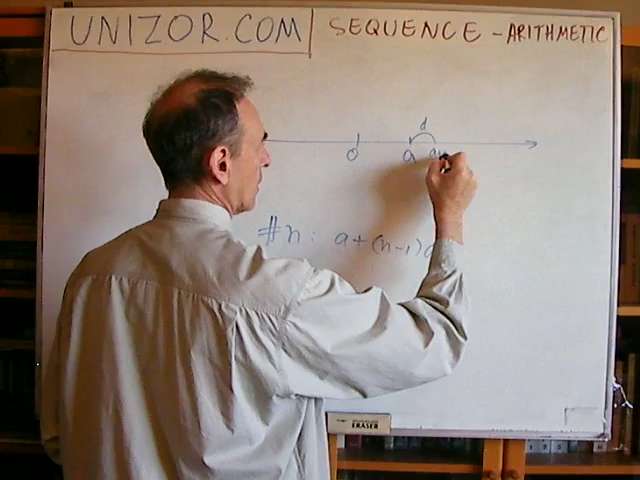 UNIZOR.COM | SEQUENCE - ARITHMETIC
d
0 a
#n: a+(n-1)
ERASER